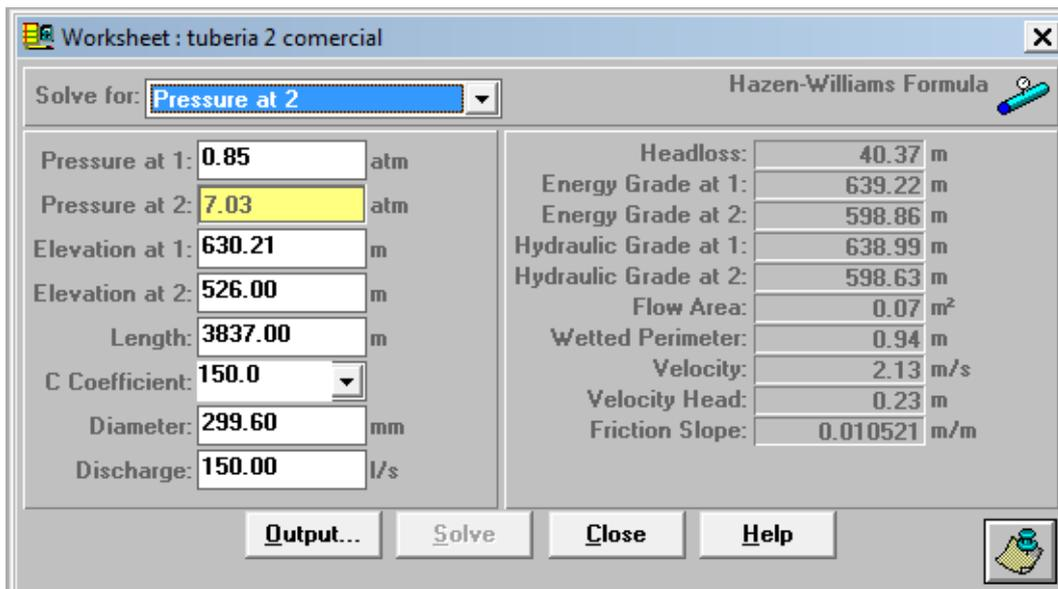 Worksheet : tuberia 2 comercial
Solve for: Pressure at 2
Hazen-Williams Formula
Pressure at 1: 0.85 atm
Pressure at 2: 7.03 atm
Elevation at 1: 630.21 m
Elevation at 2: 526.00 m
Length: 3837.00 m
C Coefficient: 150.0
Diameter: 299.60 mm
Discharge: 150.00 l/s
Headloss: 40.37 m
Energy Grade at 1: 639.22 m
Energy Grade at 2: 598.86 m
Hydraulic Grade at 1: 638.99 m
Hydraulic Grade at 2: 598.63 m
Flow Area: 0.07 m²
Wetted Perimeter: 0.94 m
Velocity: 2.13 m/s
Velocity Head: 0.23 m
Friction Slope: 0.010521 m/m
Output... Solve Close Help